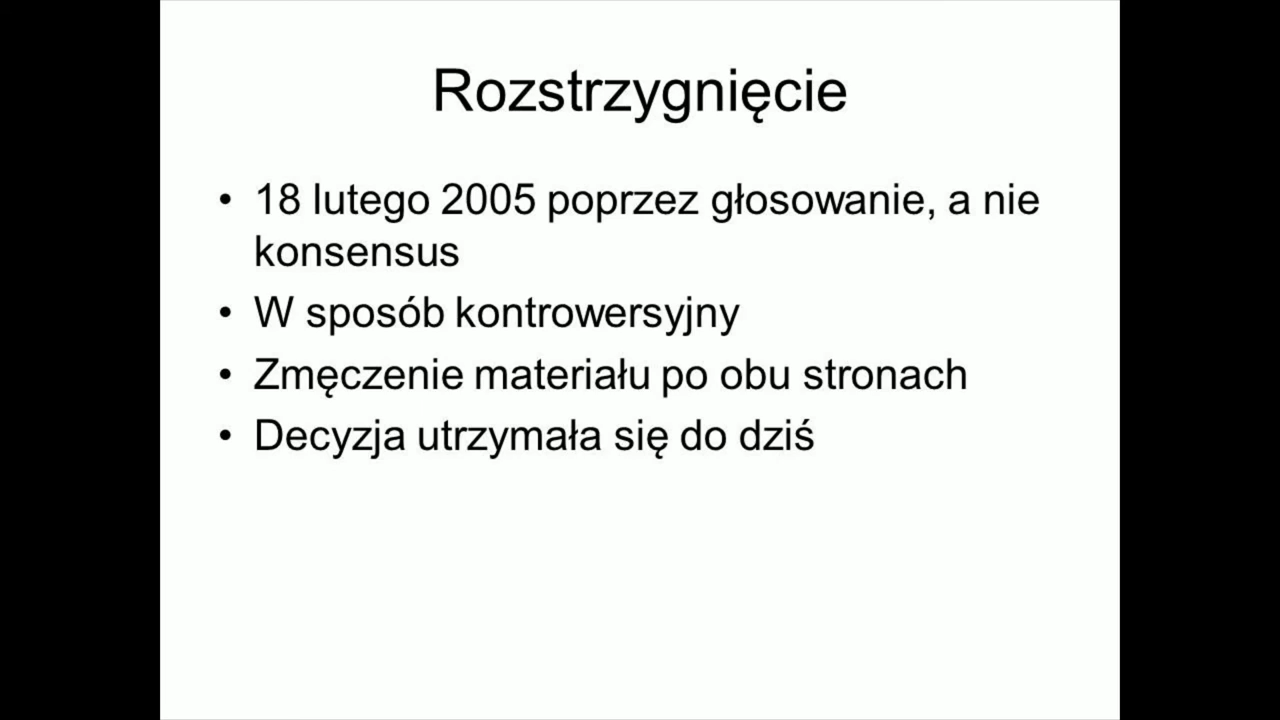 Rozstrzygnięcie
• 18 lutego 2005 poprzez głosowanie, a nie
konsensus
• W sposób kontrowersyjny
• Zmęczenie materiału po obu stronach
• Decyzja utrzymała się do dziś